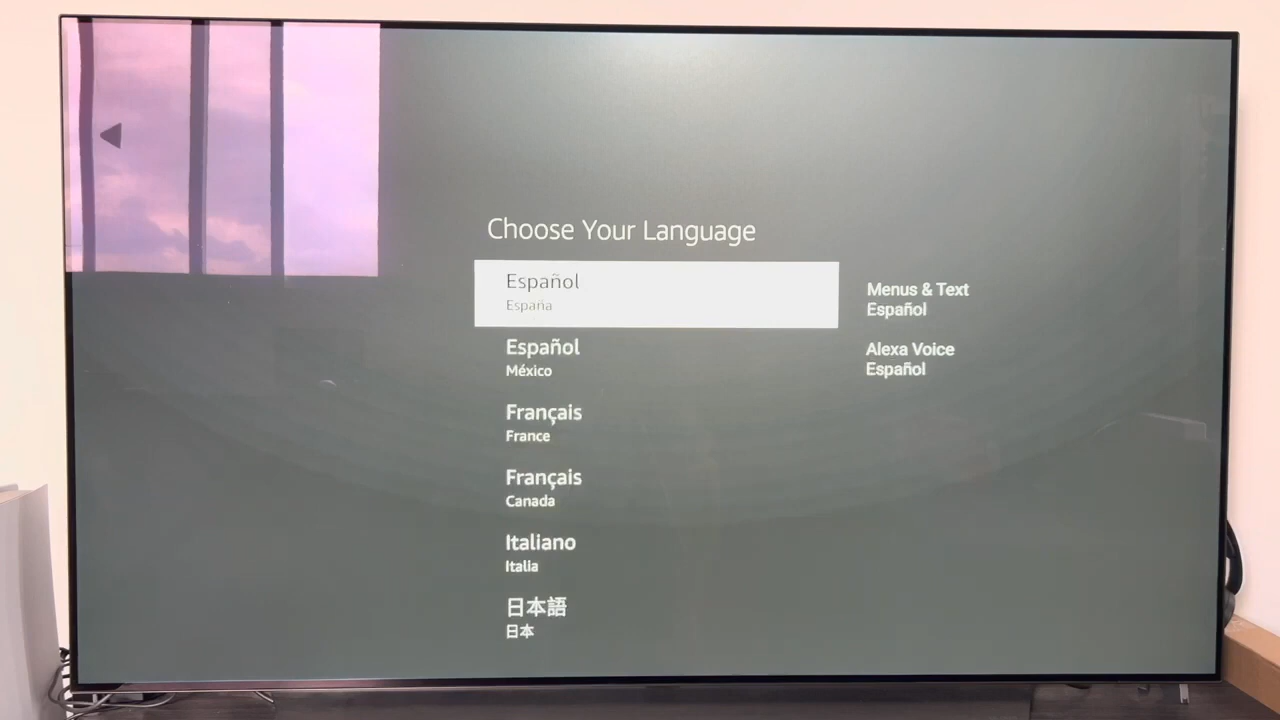 Choose Your Language
Español
España
Español
México
Français
France
Français
Canada
Italiano
Italia
日本語
日本
Menus & Text
Español
Alexa Voice
Español